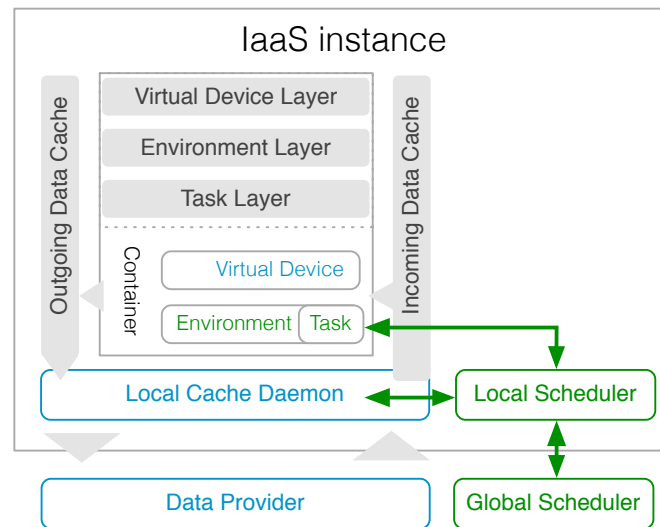 IaaS instance
Outgoing Data Cache
Virtual Device Layer
Environment Layer
Task Layer
Incoming Data Cache
Container
Virtual Device
Environment
Task
Local Cache Daemon
Local Scheduler
Data Provider
Global Scheduler